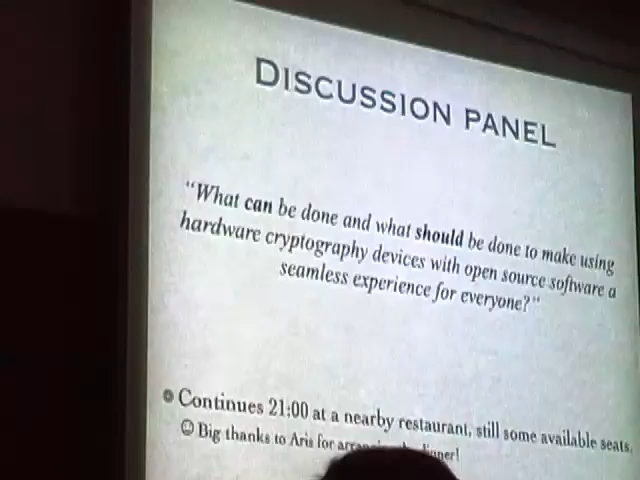 DISCUSSION PANEL
"What can be done and what should be done to make using
hardware cryptography devices with open source software a
seamless experience for everyone?"
Continues 21:00 at a nearby restaurant, still some available seats.
☺ Big thanks to Aris for